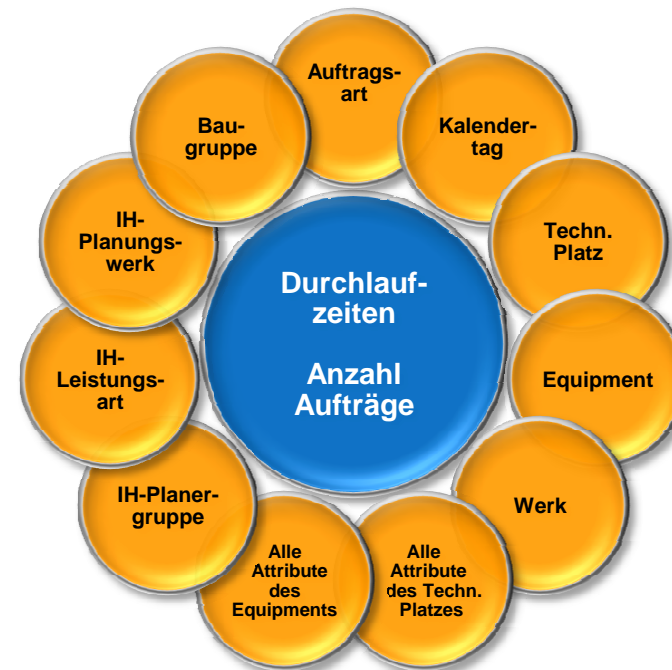 Auftrags-
art
Kalender-
tag
Techn.
Platz
Equipment
Werk
Alle
Attribute
des Techn.
Platzes
Alle
Attribute
des
Equipments
IH-Planer-
gruppe
IH-
Leistungs-
art
IH-
Planungs-
werk
Bau-
gruppe
Durchlauf-
zeiten
Anzahl
Aufträge